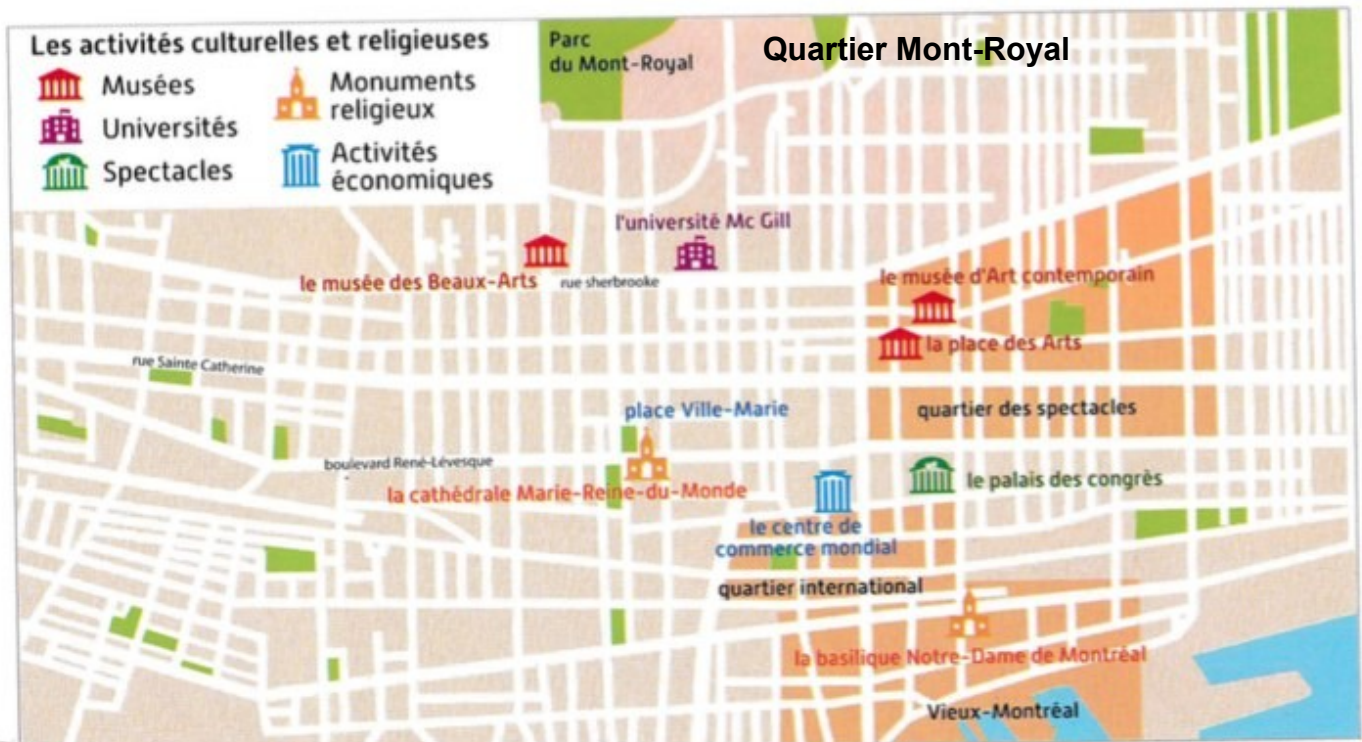 Les activités culturelles et religieuses
Musées
Universités
Spectacles
Monuments
religieux
Activités
économiques
Parc
du Mont-Royal
Quartier Mont-Royal
l'université Mc Gill
le musée des Beaux-Arts
rue sherbrooke
le musée d'Art contemporain
la place des Arts
rue Sainte Catherine
place Ville-Marie
quartier des spectacles
boulevard René-Lévesque
la cathédrale Marie-Reine-du-Monde
le palais des congrès
le centre de
commerce mondial
quartier international
la basilique Notre-Dame de Montréal
Vieux-Montréal